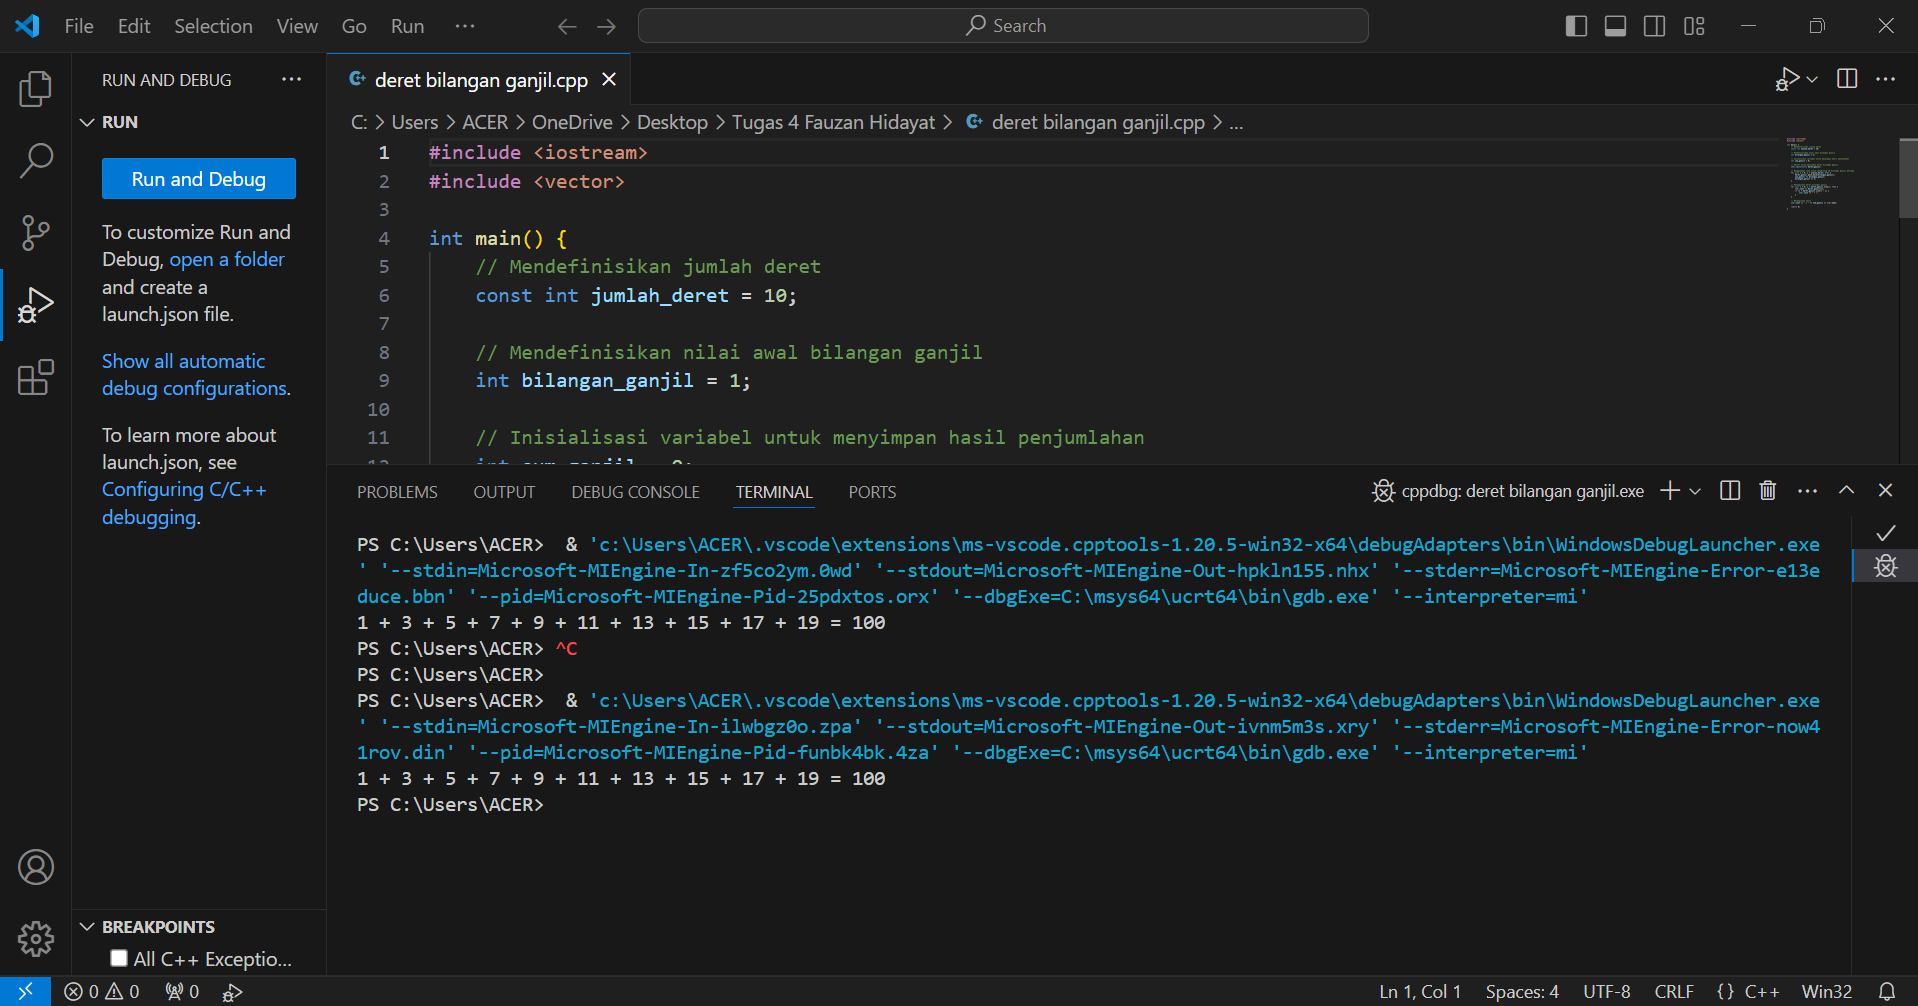 File Edit Selection View Go Run ··· Search
RUN AND DEBUG ···
RUN
Run and Debug
To customize Run and
Debug, open a folder
and create a
launch.json file.
Show all automatic
debug configurations.
To learn more about
launch.json, see
Configuring C/C++
debugging.
BREAKPOINTS
All C++ Exceptio...
deret bilangan ganjil.cpp
C: > Users > ACER > OneDrive > Desktop > Tugas 4 Fauzan Hidayat > deret bilangan ganjil.cpp > ...
1 #include <iostream>
2 #include <vector>
3
4 int main() {
5 // Mendefinisikan jumlah deret
6 const int jumlah_deret = 10;
7
8 // Mendefinisikan nilai awal bilangan ganjil
9 int bilangan_ganjil = 1;
10
11 // Inisialisasi variabel untuk menyimpan hasil penjumlahan
PROBLEMS OUTPUT DEBUG CONSOLE TERMINAL PORTS cppdbg: deret bilangan ganjil.exe
PS C:\Users\ACER> & 'c:\Users\ACER\.vscode\extensions\ms-vscode.cpptools-1.20.5-win32-x64\debugAdapters\bin\WindowsDebugLauncher.exe
' '--stdin=Microsoft-MIEngine-In-zf5co2ym.0wd' '--stdout=Microsoft-MIEngine-Out-hpkln155.nhx' '--stderr=Microsoft-MIEngine-Error-e13e
duce.bbn' '--pid=Microsoft-MIEngine-Pid-25pdxtos.orx' '--dbgExe=C:\msys64\ucrt64\bin\gdb.exe' '--interpreter=mi'
1 + 3 + 5 + 7 + 9 + 11 + 13 + 15 + 17 + 19 = 100
PS C:\Users\ACER> ^C
PS C:\Users\ACER>
PS C:\Users\ACER> & 'c:\Users\ACER\.vscode\extensions\ms-vscode.cpptools-1.20.5-win32-x64\debugAdapters\bin\WindowsDebugLauncher.exe
' '--stdin=Microsoft-MIEngine-In-ilwbgz0o.zpa' '--stdout=Microsoft-MIEngine-Out-ivnm5m3s.xry' '--stderr=Microsoft-MIEngine-Error-now4
1rov.din' '--pid=Microsoft-MIEngine-Pid-funbk4bk.4za' '--dbgExe=C:\msys64\ucrt64\bin\gdb.exe' '--interpreter=mi'
1 + 3 + 5 + 7 + 9 + 11 + 13 + 15 + 17 + 19 = 100
PS C:\Users\ACER>
0 0 0 Ln 1, Col 1 Spaces: 4 UTF-8 CRLF {} C++ Win32